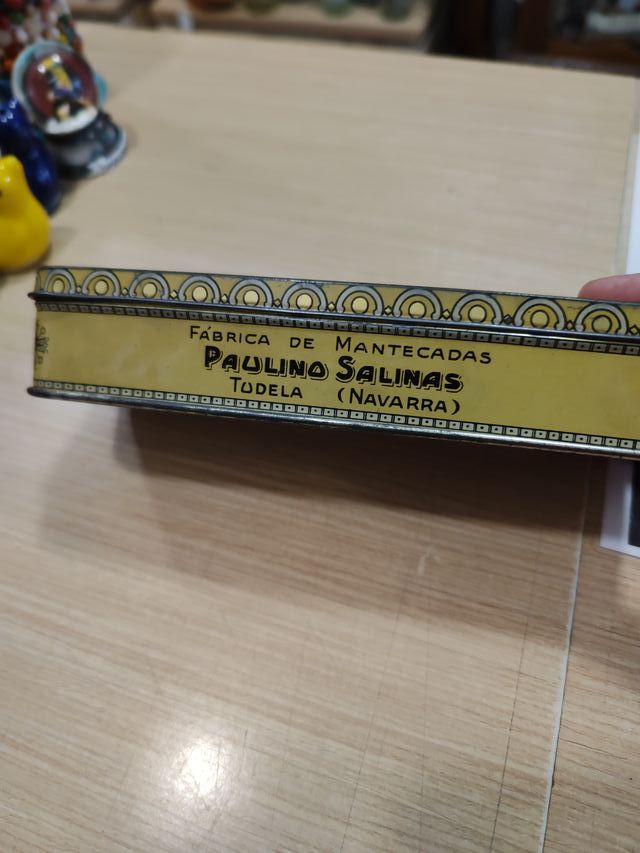 FÁBRICA DE MANTECADAS
PAULINO SALINAS
TUDELA (NAVARRA)